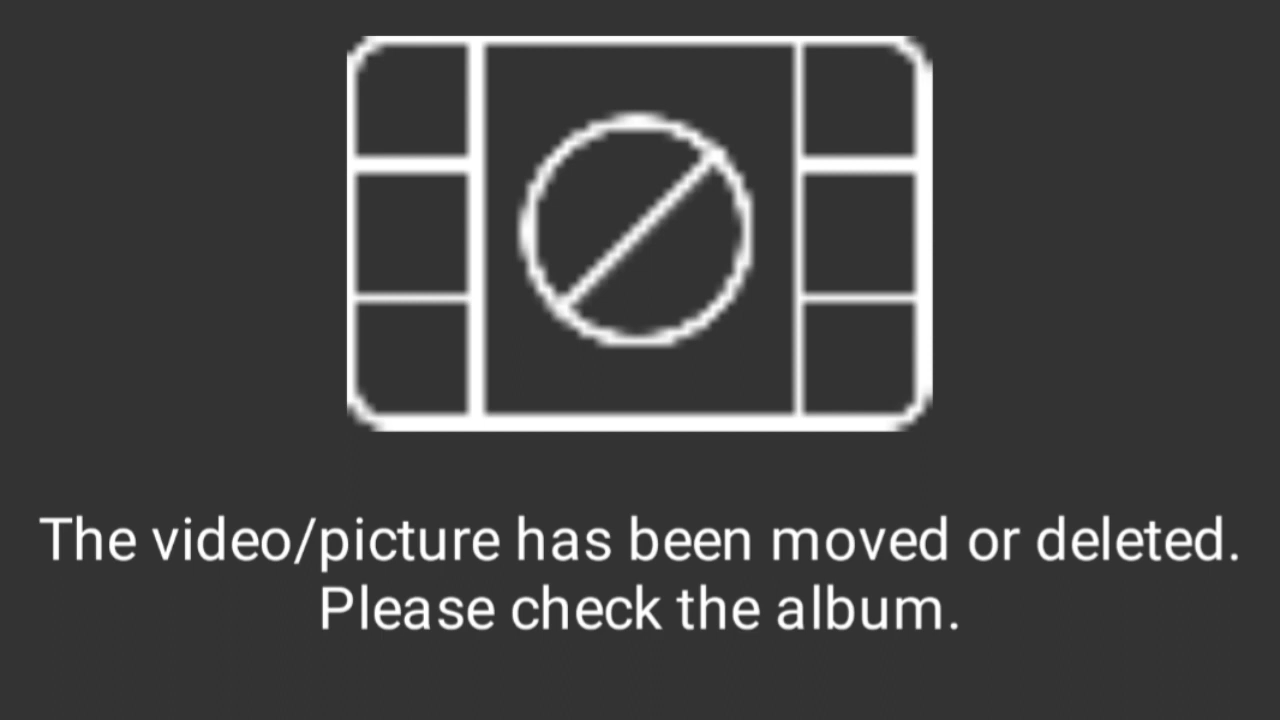 The video/picture has been moved or deleted.
Please check the album.